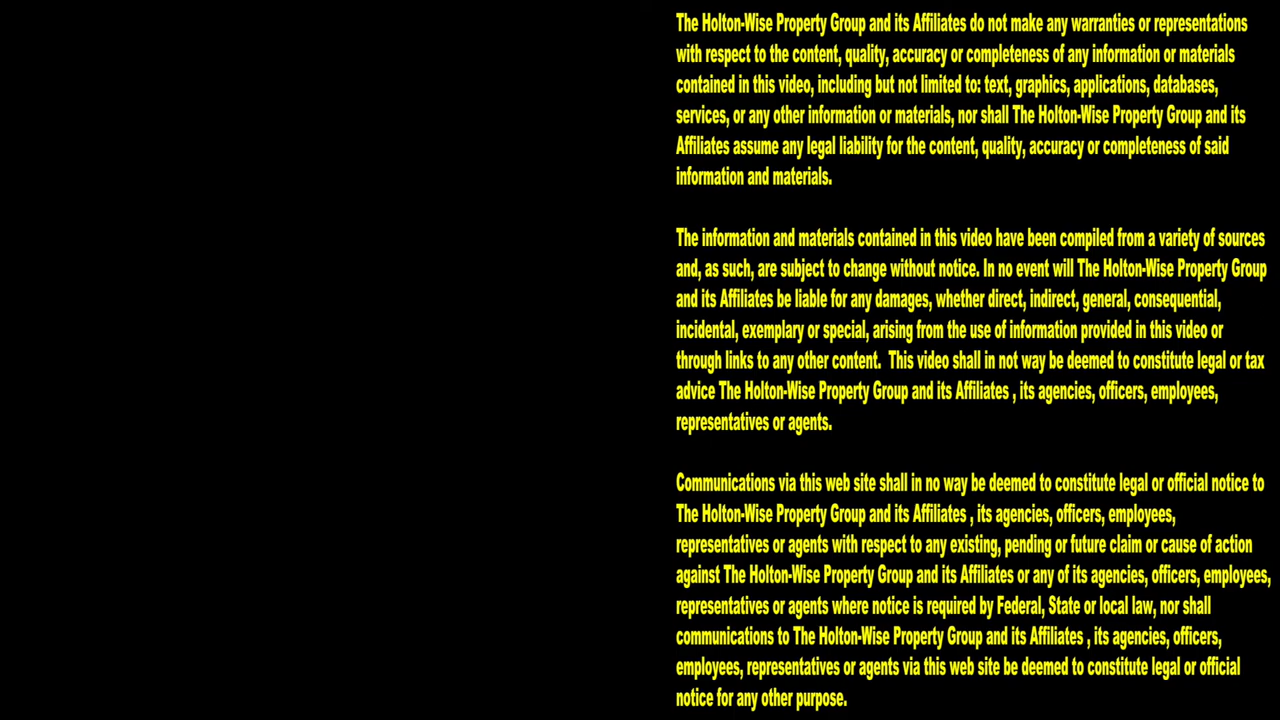 The Holton-Wise Property Group and its Affiliates do not make any warranties or representations
with respect to the content, quality, accuracy or completeness of any information or materials
contained in this video, including but not limited to: text, graphics, applications, databases,
services, or any other information or materials, nor shall The Holton-Wise Property Group and its
Affiliates assume any legal liability for the content, quality, accuracy or completeness of said
information and materials.
The information and materials contained in this video have been compiled from a variety of sources
and, as such, are subject to change without notice. In no event will The Holton-Wise Property Group
and its Affiliates be liable for any damages, whether direct, indirect, general, consequential,
incidental, exemplary or special, arising from the use of information provided in this video or
through links to any other content.  This video shall in not way be deemed to constitute legal or tax
advice The Holton-Wise Property Group and its Affiliates , its agencies, officers, employees,
representatives or agents.
Communications via this web site shall in no way be deemed to constitute legal or official notice to
The Holton-Wise Property Group and its Affiliates , its agencies, officers, employees,
representatives or agents with respect to any existing, pending or future claim or cause of action
against The Holton-Wise Property Group and its Affiliates or any of its agencies, officers, employees,
representatives or agents where notice is required by Federal, State or local law, nor shall
communications to The Holton-Wise Property Group and its Affiliates , its agencies, officers,
employees, representatives or agents via this web site be deemed to constitute legal or official
notice for any other purpose.